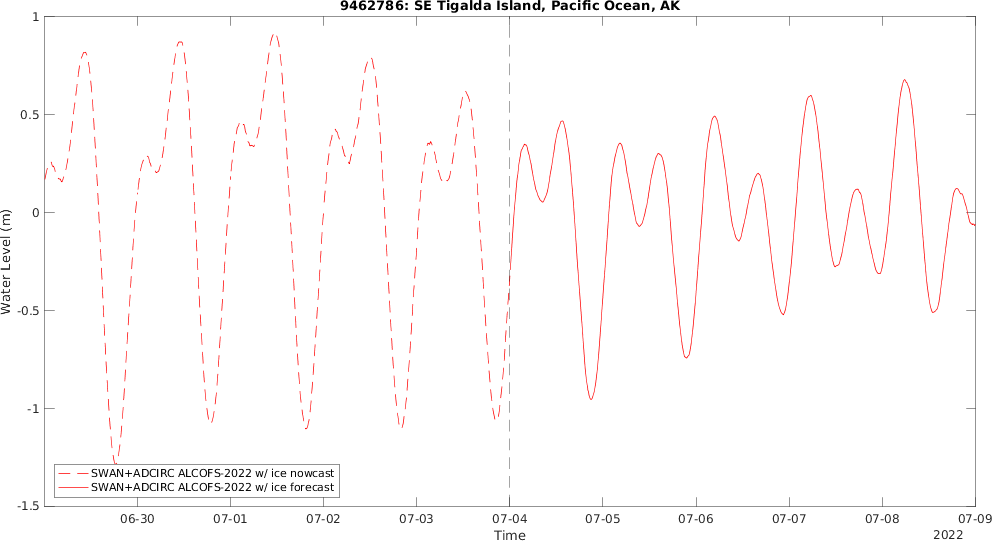 9462786: SE Tigalda Island, Pacific Ocean, AK
1
0.5
0
-0.5
-1
-1.5
Water Level (m)
SWAN+ADCIRC ALCOFS-2022 w/ ice nowcast
SWAN+ADCIRC ALCOFS-2022 w/ ice forecast
06-30 07-01 07-02 07-03 07-04 07-05 07-06 07-07 07-08 07-09
Time
2022